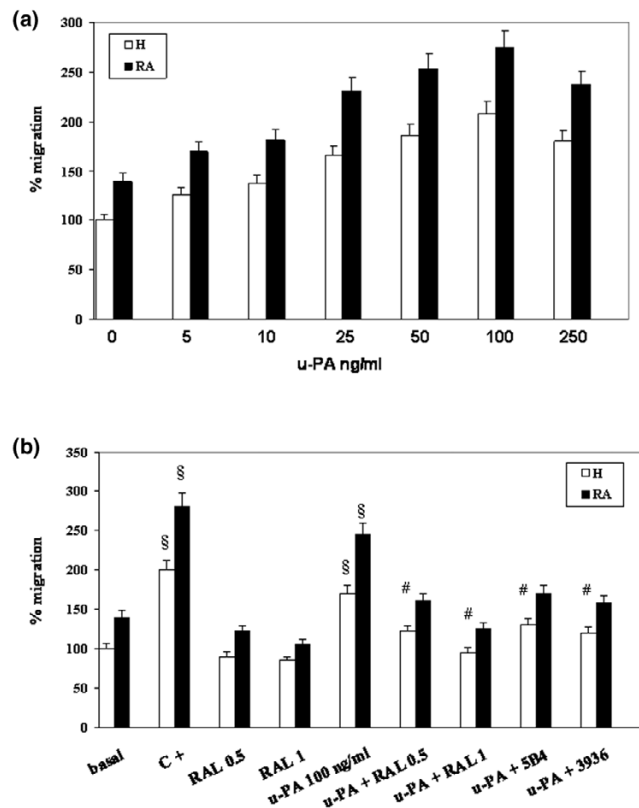 (a)
300
250
200
150
100
50
0
% migration
H
RA
0 5 10 25 50 100 250
u-PA ng/ml
(b)
350
300
250
200
150
100
50
0
% migration
H
RA
§ § § § # # # #
basal
C +
RAL 0.5
RAL 1
u-PA 100 ng/ml
u-PA + RAL 0.5
u-PA + RAL 1
u-PA + 5B4
u-PA + 3936